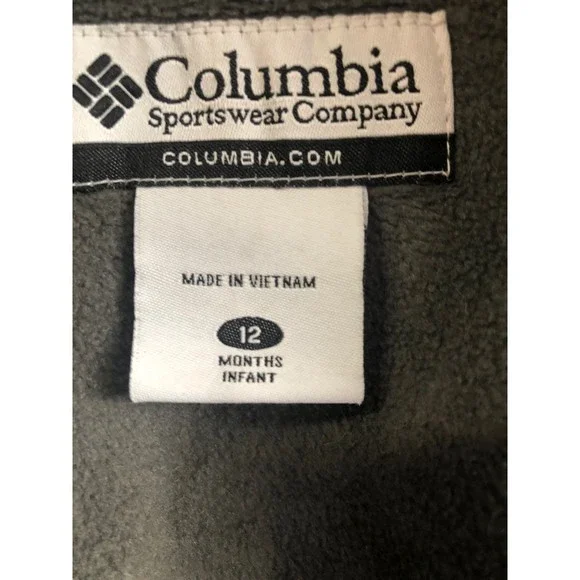 Columbia
Sportswear Company
COLUMBIA.COM
MADE IN VIETNAM
12
MONTHS
INFANT